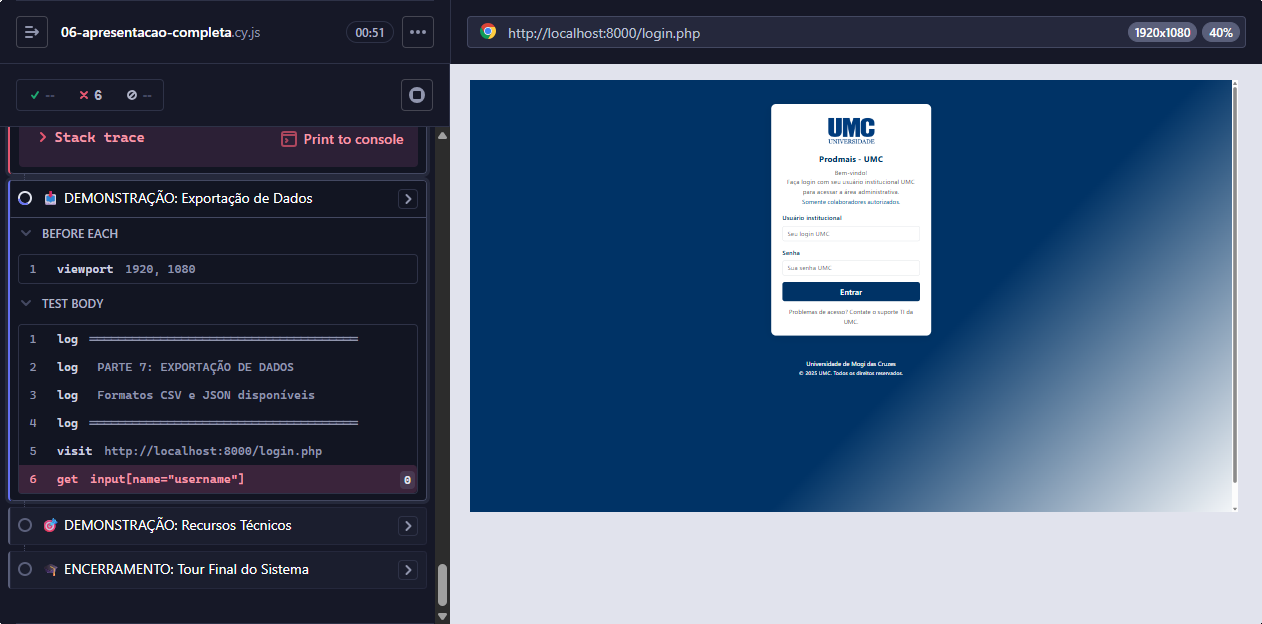 06-apresentacao-completa.cy.js
00:51
--
6
--
Stack trace
Print to console
DEMONSTRAÇÃO: Exportação de Dados
BEFORE EACH
1 viewport 1920, 1080
TEST BODY
1 log ═══════════════════════════════════════
2 log PARTE 7: EXPORTAÇÃO DE DADOS
3 log Formatos CSV e JSON disponíveis
4 log ═══════════════════════════════════════
5 visit http://localhost:8000/login.php
6 get input[name="username"] 0
DEMONSTRAÇÃO: Recursos Técnicos
ENCERRAMENTO: Tour Final do Sistema
http://localhost:8000/login.php
1920x1080
40%
UMC
UNIVERSIDADE
Prodmais - UMC
Bem-vindo!
Faça login com seu usuário institucional UMC
para acessar a área administrativa.
Somente colaboradores autorizados.
Usuário institucional
Seu login UMC
Senha
Sua senha UMC
Entrar
Problemas de acesso? Contate o suporte TI da
UMC.
Universidade de Mogi das Cruzes
© 2025 UMC. Todos os direitos reservados.